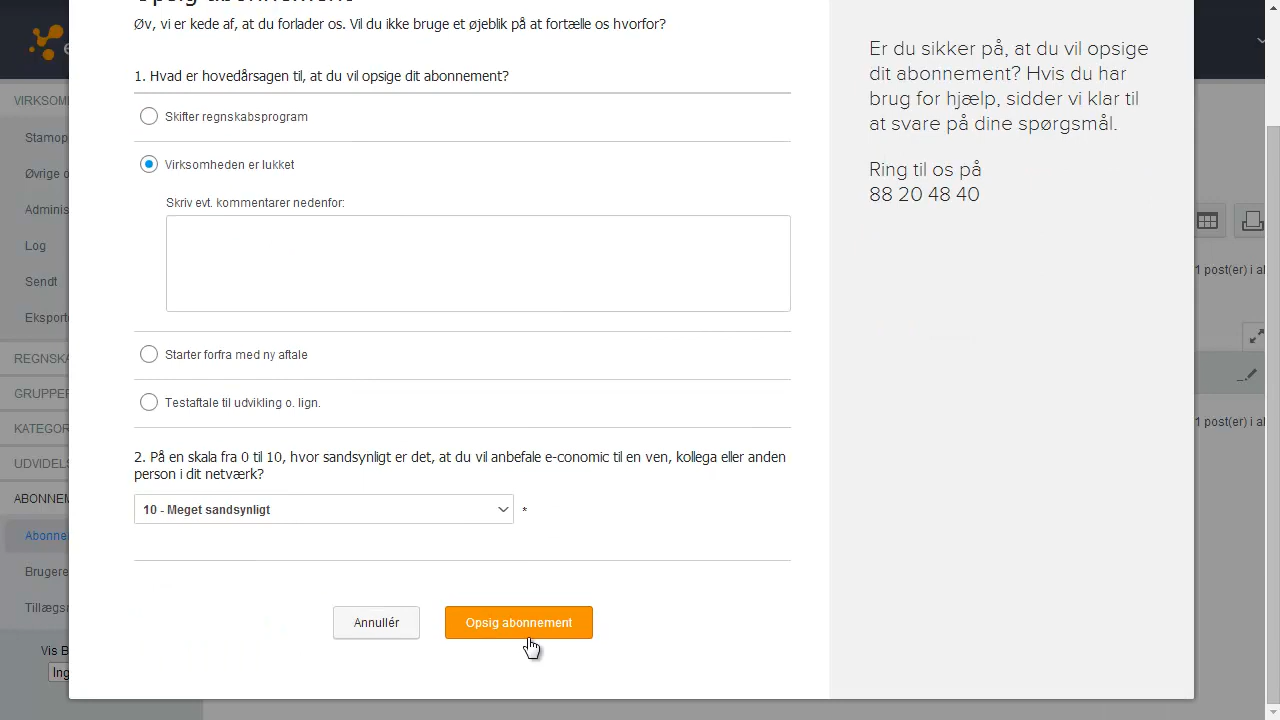 Opsig abonnement
Øv, vi er kede af, at du forlader os. Vil du ikke bruge et øjeblik på at fortælle os hvorfor?
1. Hvad er hovedårsagen til, at du vil opsige dit abonnement?
Skifter regnskabsprogram
Virksomheden er lukket
Skriv evt. kommentarer nedenfor:
Starter forfra med ny aftale
Testaftale til udvikling o. lign.
2. På en skala fra 0 til 10, hvor sandsynligt er det, at du vil anbefale e-conomic til en ven, kollega eller anden
person i dit netværk?
10 - Meget sandsynligt
*
Annullér
Opsig abonnement
Er du sikker på, at du vil opsige
dit abonnement? Hvis du har
brug for hjælp, sidder vi klar til
at svare på dine spørgsmål.
Ring til os på
88 20 48 40
VIRKSOM
Stamop
Øvrige o
Adminis
Log
Sendt
Eksport
REGNSKA
GRUPPER
KATEGOR
UDVIDELS
ABONNEM
Abonne
Brugere
Tillægs
Vis B
Ing
1 post(er) i al
1 post(er) i al